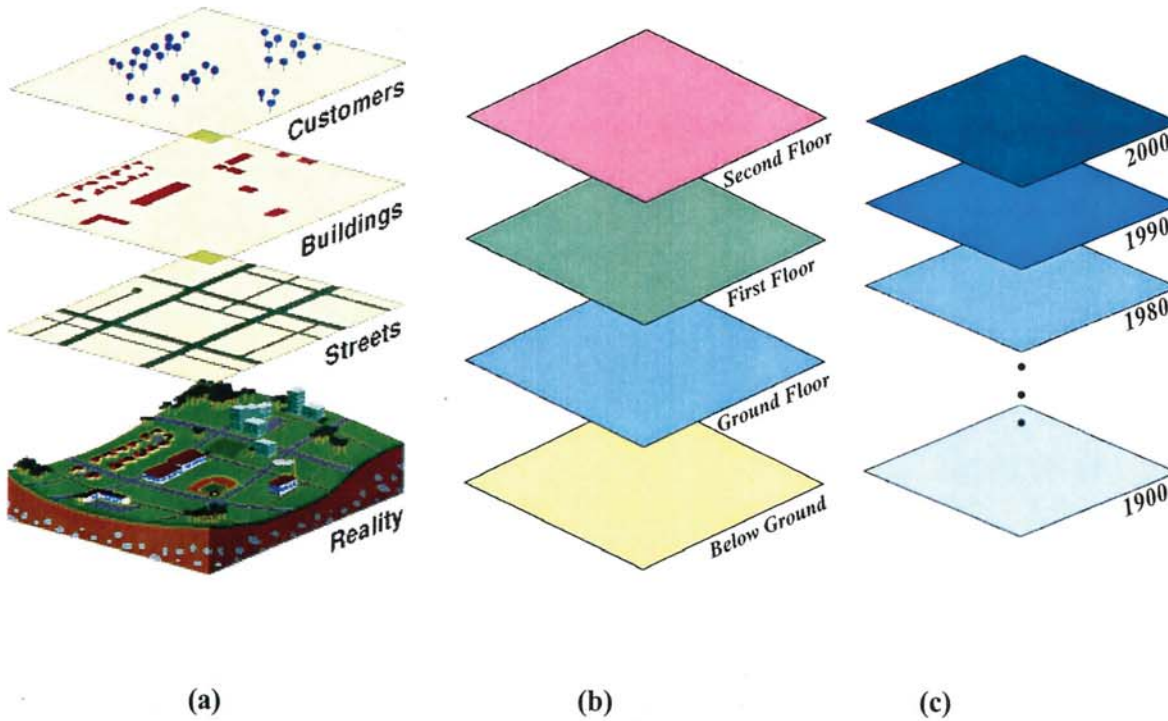 Customers
Buildings
Streets
Reality
Second Floor
First Floor
Ground Floor
Below Ground
2000
1990
1980
1900
(a)
(b)
(c)